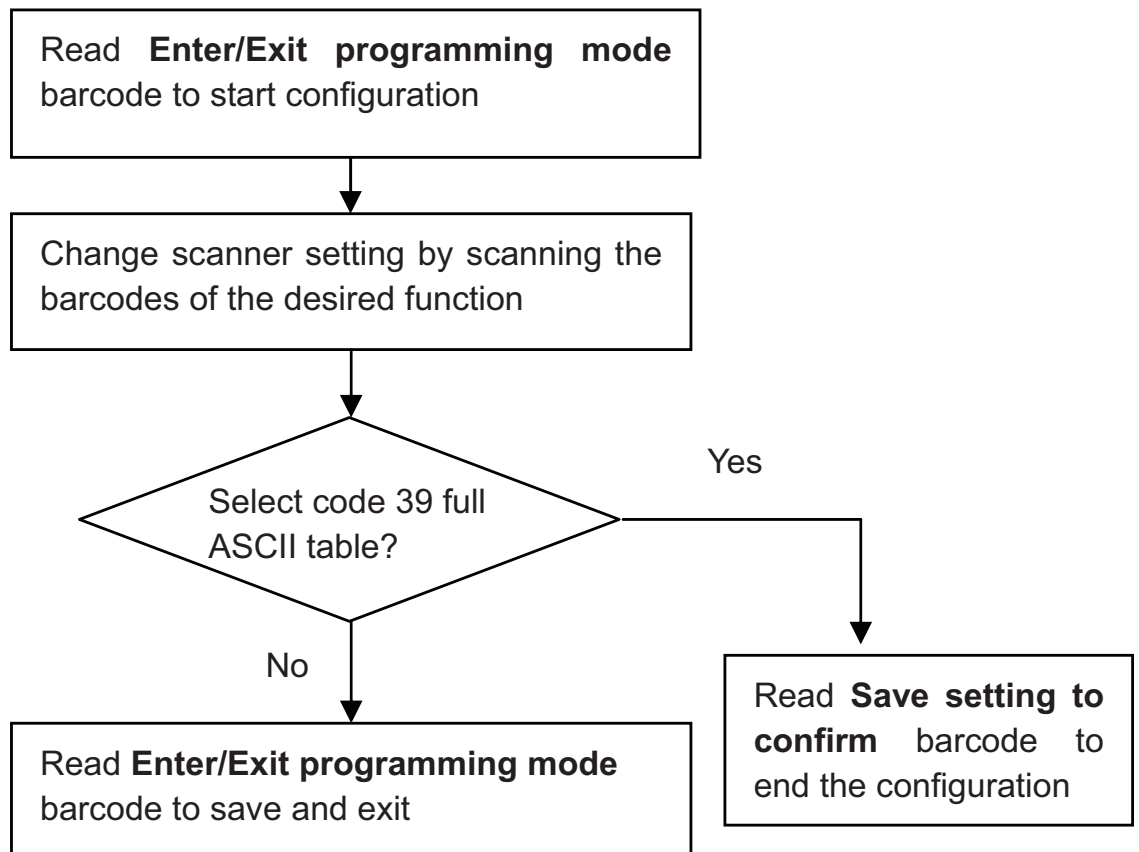 Read Enter/Exit programming mode
barcode to start configuration
Change scanner setting by scanning the
barcodes of the desired function
Select code 39 full
ASCII table?
Yes
No
Read Save setting to
confirm barcode to
end the configuration
Read Enter/Exit programming mode
barcode to save and exit